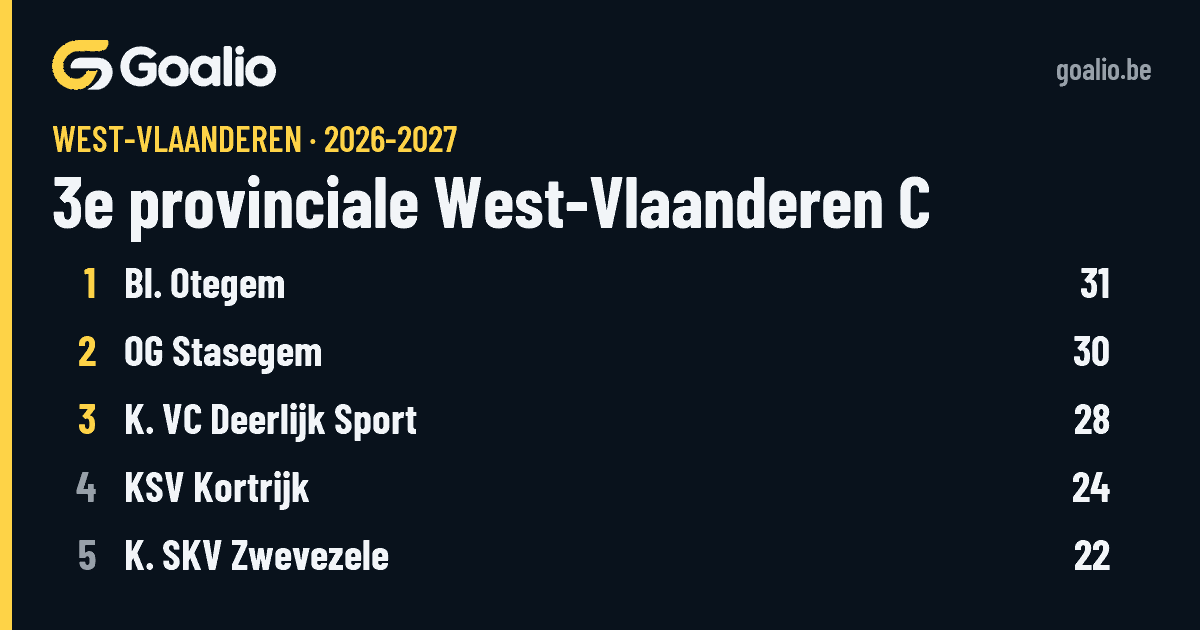 Goalio
goalio.be
WEST-VLAANDEREN · 2026-2027
3e provinciale West-Vlaanderen C
1 Bl. Otegem 31
2 OG Stasegem 30
3 K. VC Deerlijk Sport 28
4 KSV Kortrijk 24
5 K. SKV Zwevezele 22